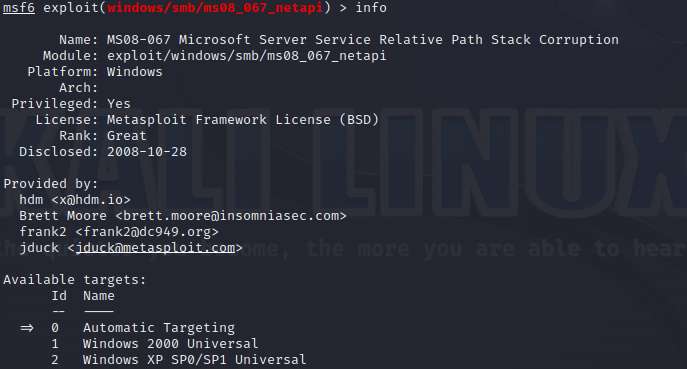 msf6 exploit(windows/smb/ms08_067_netapi) > info
Name: MS08-067 Microsoft Server Service Relative Path Stack Corruption
Module: exploit/windows/smb/ms08_067_netapi
Platform: Windows
Arch:
Privileged: Yes
License: Metasploit Framework License (BSD)
Rank: Great
Disclosed: 2008-10-28
KALI LINUX
Provided by:
hdm <x@hdm.io>
Brett Moore <brett.moore@insomniasec.com>
frank2 <frank2@dc949.org>
jduck <jduck@metasploit.com>
the more you are able to hear
Available targets:
Id Name
-- ----
=> 0 Automatic Targeting
1 Windows 2000 Universal
2 Windows XP SP0/SP1 Universal